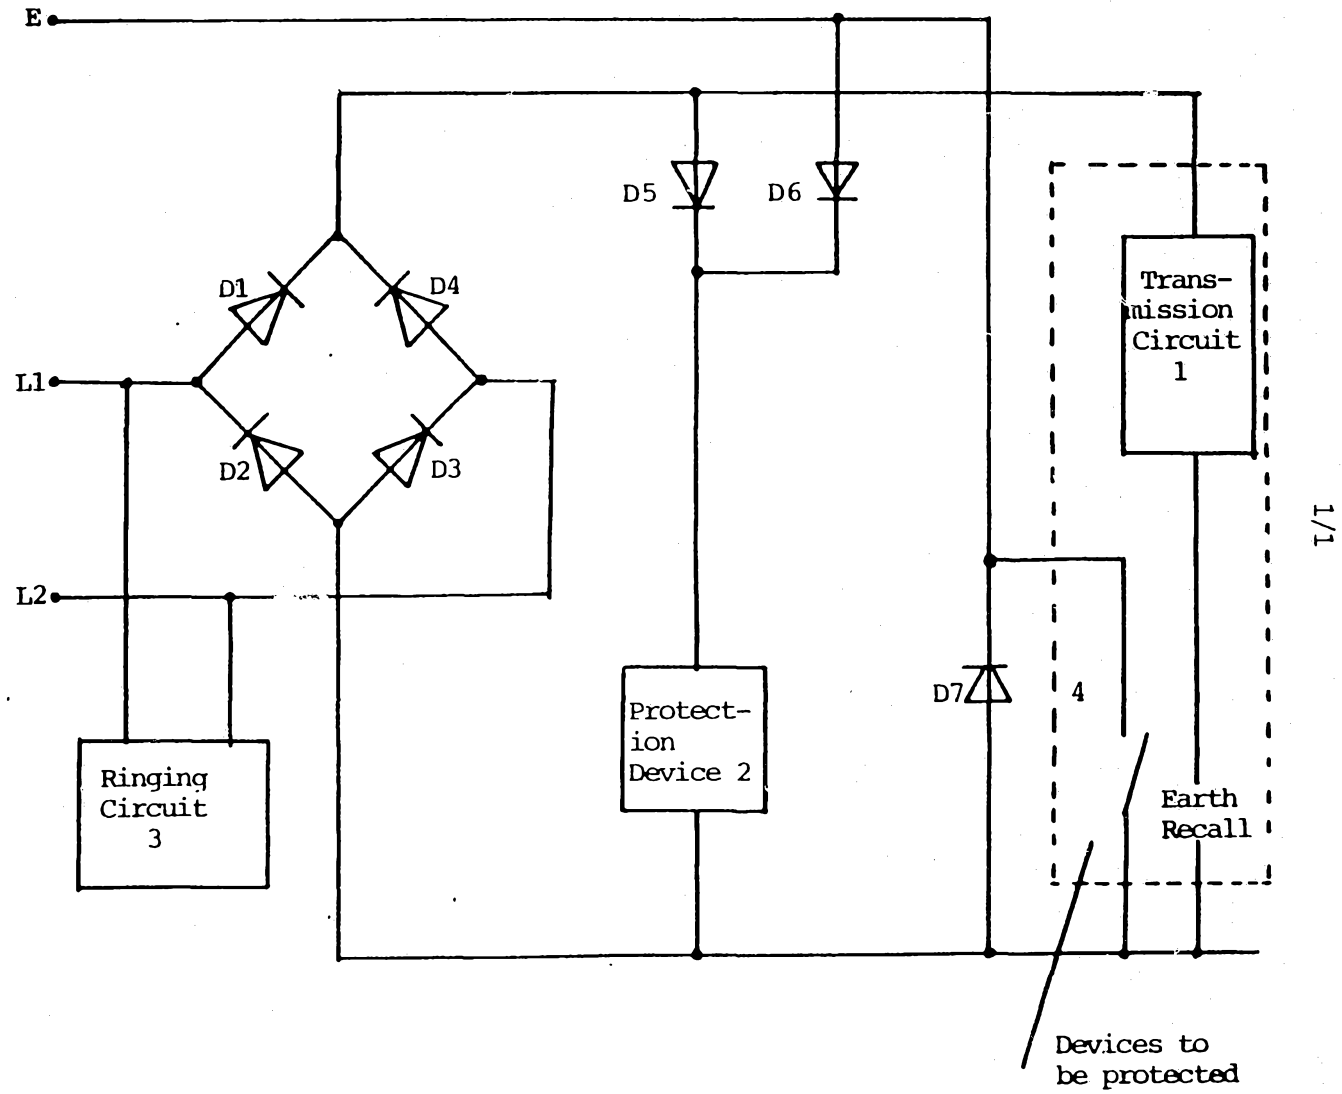 E
D5
D6
D1
D4
Trans-
mission
Circuit
1
L1
D2
D3
1/1
L2
D7
4
Protect-
ion
Device 2
Ringing
Circuit
3
Earth
Recall
Devices to
be protected